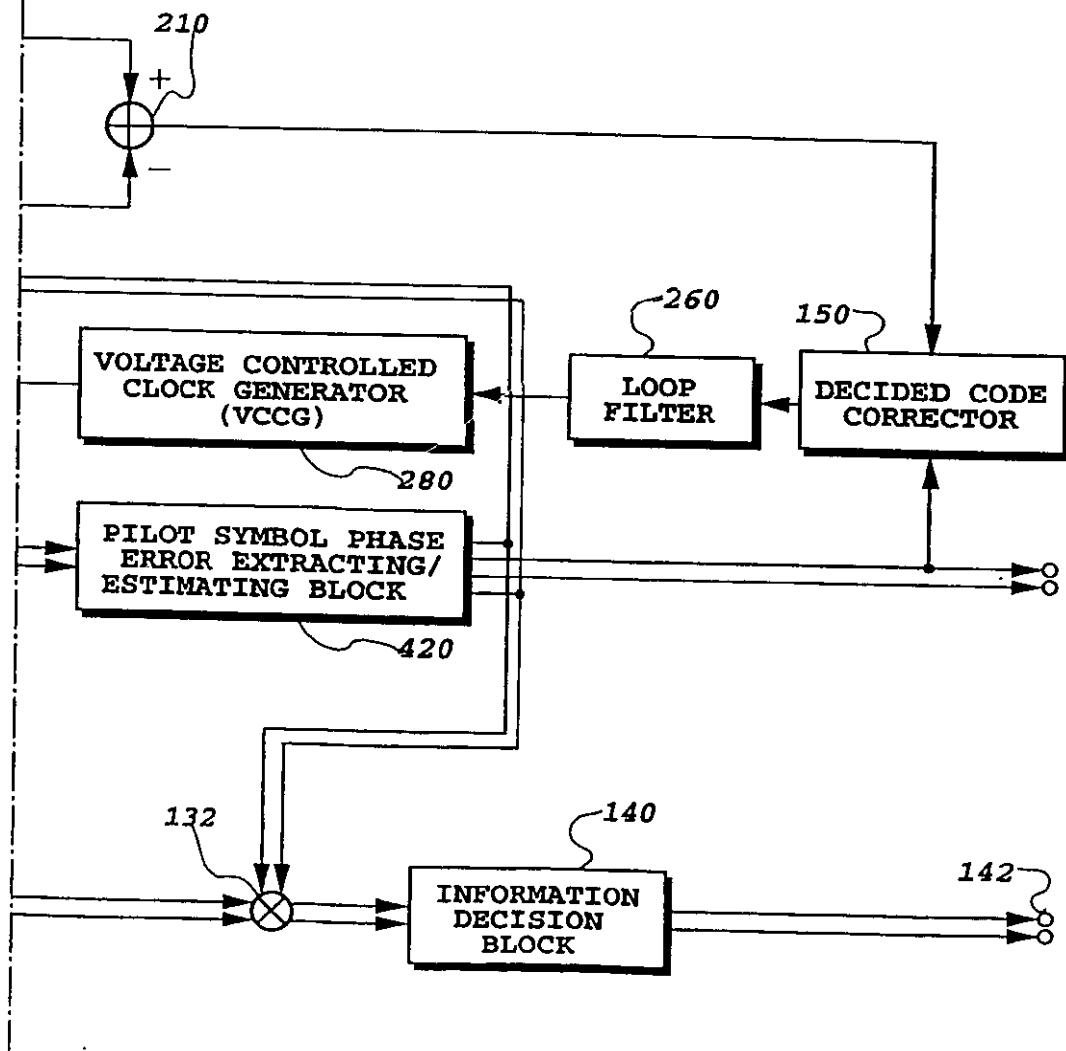 210
+
−
260
150
VOLTAGE CONTROLLED
CLOCK GENERATOR
(VCCG)
LOOP
FILTER
DECIDED CODE
CORRECTOR
280
PILOT SYMBOL PHASE
ERROR EXTRACTING/
ESTIMATING BLOCK
420
132
140
142
INFORMATION
DECISION
BLOCK